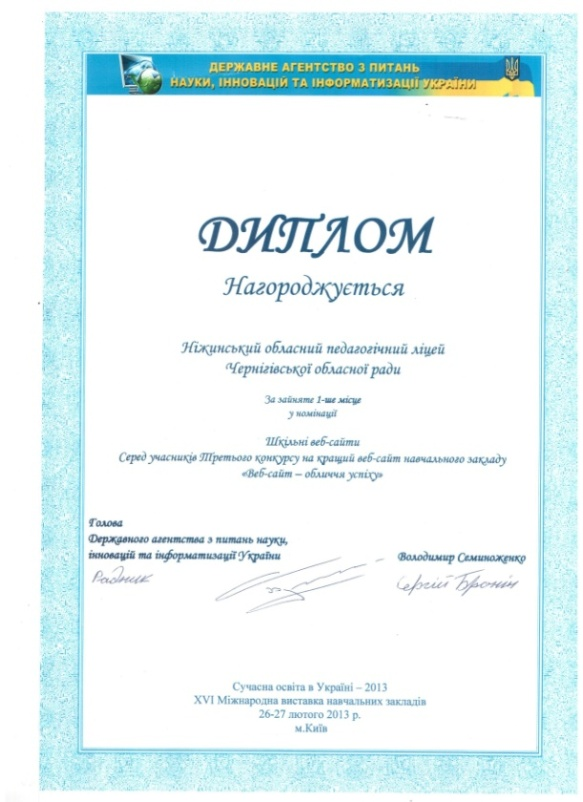 ДЕРЖАВНЕ АГЕНТСТВО З ПИТАНЬ
НАУКИ, ІННОВАЦІЙ ТА ІНФОРМАТИЗАЦІЇ УКРАЇНИ
ДИПЛОМ
Нагороджується
Ніжинський обласний педагогічний ліцей
Чернігівської обласної ради
За зайняте 1-ше місце
у номінації
Шкільні веб-сайти
Серед учасників Третього конкурсу на кращий веб-сайт навчального закладу
«Веб-сайт – обличчя успіху»
Голова
Державного агентства з питань науки,
інновацій та інформатизації України
Володимир Семиноженко
Радник
Сергій Бронін
Сучасна освіта в Україні – 2013
XVI Міжнародна виставка навчальних закладів
26-27 лютого 2013 р.
м.Київ